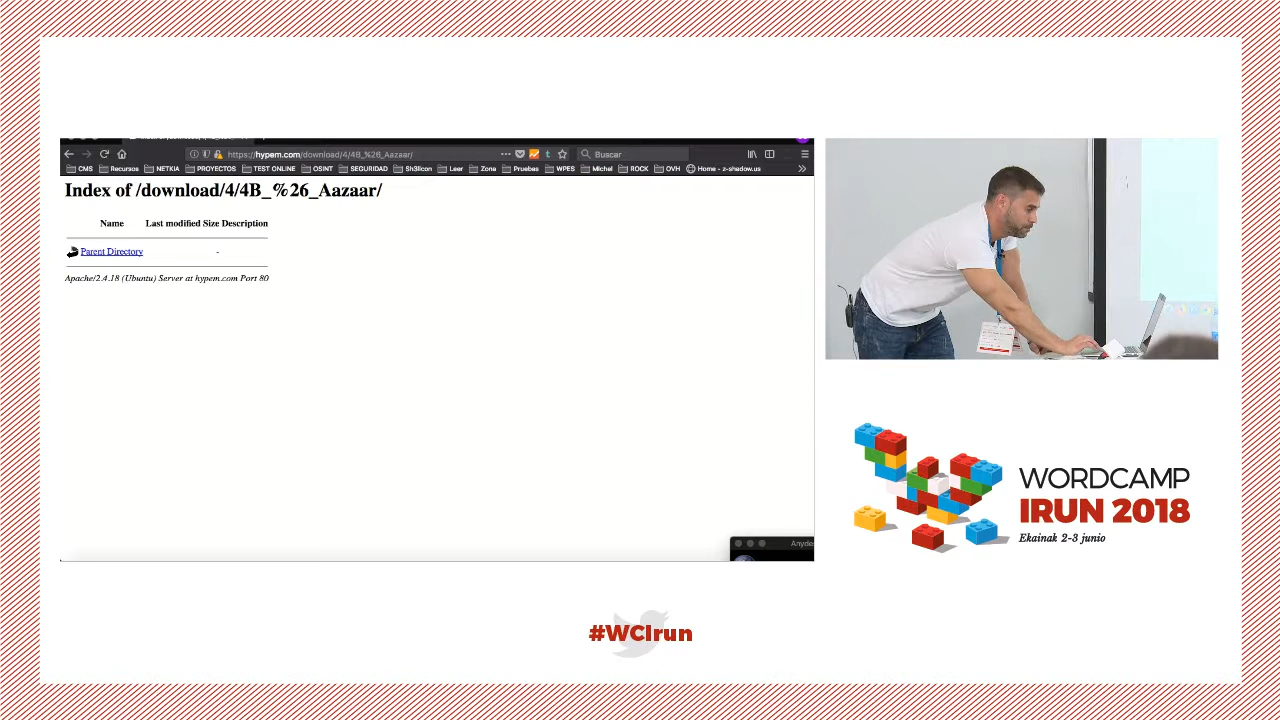 https://hypem.com/download/4/4B_%26_Aazaar/
Buscar
CMS Recursos NETKIA PROYECTOS TEST ONLINE OSINT SEGURIDAD Sh3llcon Leer Zona Pruebas WPES Michel ROCK OVH Home - z-shadow.us
Index of /download/4/4B_%26_Aazaar/
Name Last modified Size Description
Parent Directory -
Apache/2.4.18 (Ubuntu) Server at hypem.com Port 80
WORDCAMP
IRUN 2018
Ekainak 2-3 junio
#WCIrun